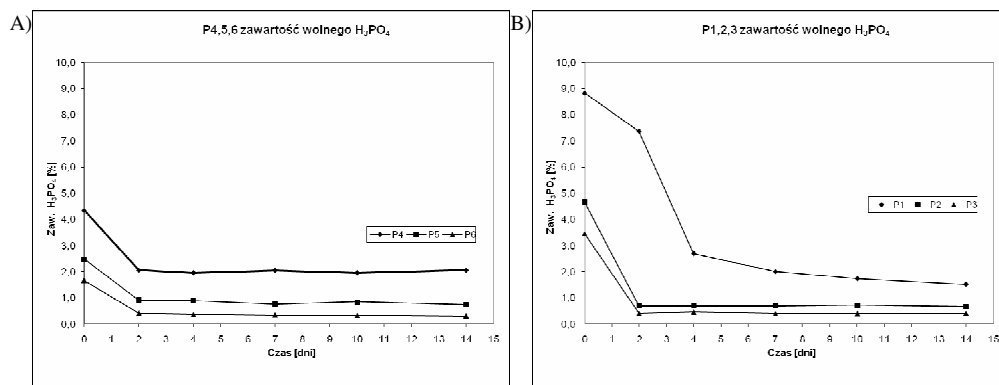 A)
P4,5,6 zawartość wolnego H₃PO₄
Zaw. H₃PO₄ [%]
10,0
9,0
8,0
7,0
6,0
5,0
4,0
3,0
2,0
1,0
0,0
0 1 2 3 4 5 6 7 8 9 10 11 12 13 14 15
Czas [dni]
P4 P5 P6
B)
P1,2,3 zawartość wolnego H₃PO₄
Zaw. H₃PO₄ [%]
10,0
9,0
8,0
7,0
6,0
5,0
4,0
3,0
2,0
1,0
0,0
0 1 2 3 4 5 6 7 8 9 10 11 12 13 14 15
Czas [dni]
P1 P2 P3